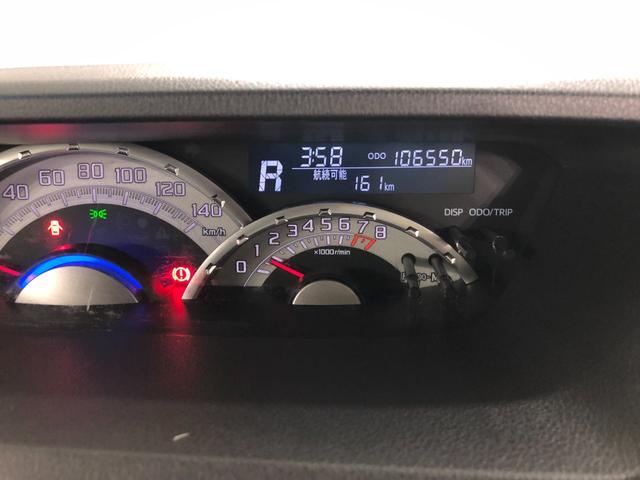 3:58 ODO 106550 km
R 航続可能 161 km
DISP ODO/TRIP
40 60 80 100 120 140 km/h
0 1 2 3 4 5 6 7 8
×1000r/min